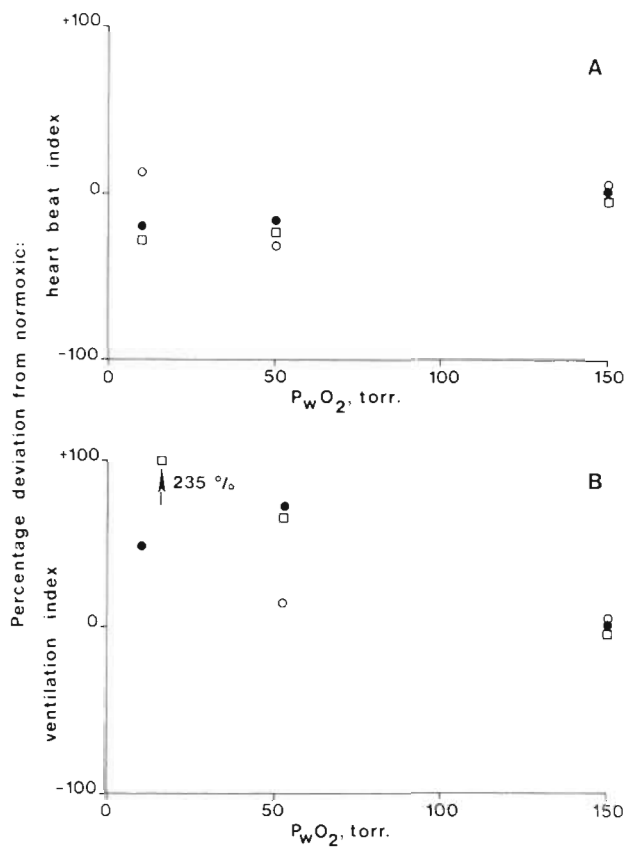 Percentage deviation from normoxic:
heart beat index
+100
0
-100
A
0
50
100
150
PwO2, torr.
ventilation index
+100
0
-100
235 %
B
0
50
100
150
PwO2, torr.